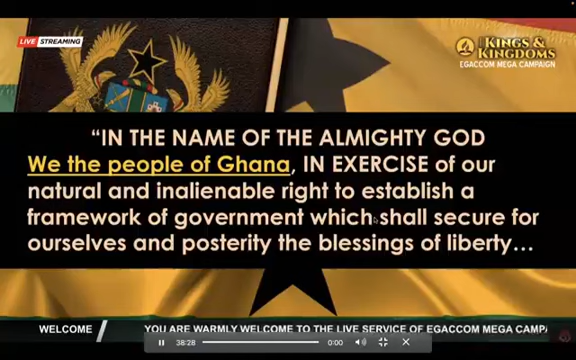 LIVE STREAMING
KINGS &
KINGDOMS
EGACCOM MEGA CAMPAIGN
“IN THE NAME OF THE ALMIGHTY GOD
We the people of Ghana, IN EXERCISE of our
natural and inalienable right to establish a
framework of government which shall secure for
ourselves and posterity the blessings of liberty...
WELCOME
YOU ARE WARMLY WELCOME TO THE LIVE SERVICE OF EGACCOM MEGA CAMPA
38:28
0:00